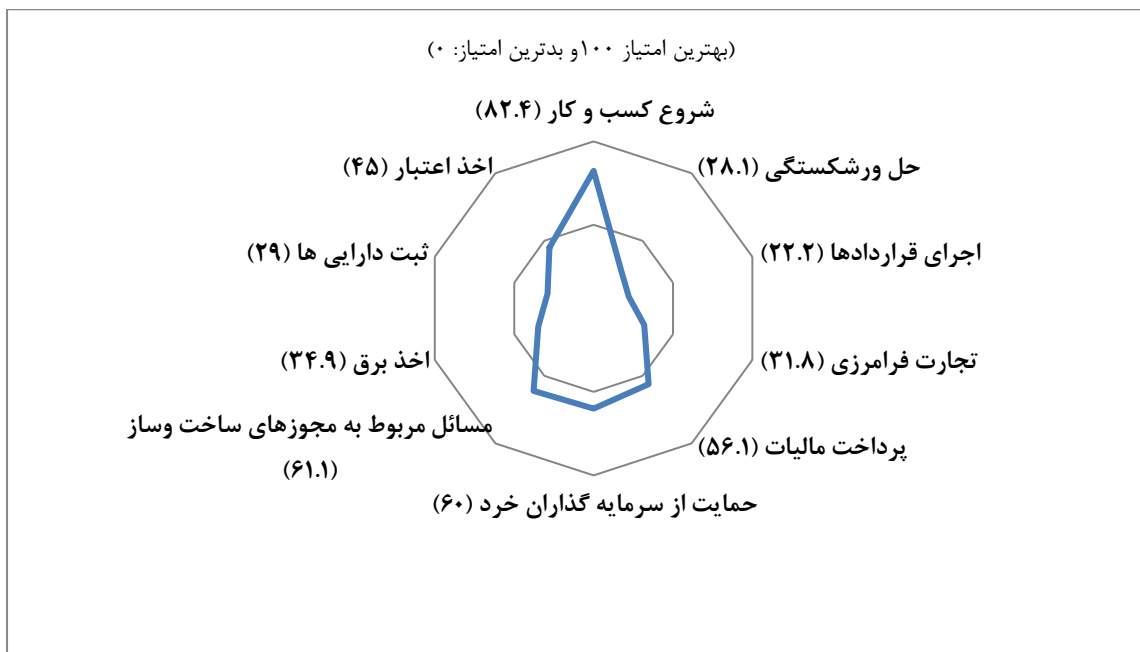 (بهترین امتیاز ۱۰۰و بدترین امتیاز: ۰)
شروع کسب و کار (۸۲.۴)
حل ورشکستگی (۲۸.۱)
اخذ اعتبار (۴۵)
اجرای قراردادها (۲۲.۲)
ثبت دارایی ها (۲۹)
تجارت فرامرزی (۳۱.۸)
اخذ برق (۳۴.۹)
پرداخت مالیات (۵۶.۱)
مسائل مربوط به مجوزهای ساخت وساز
(۶۱.۱)
حمایت از سرمایه گذاران خرد (۶۰)